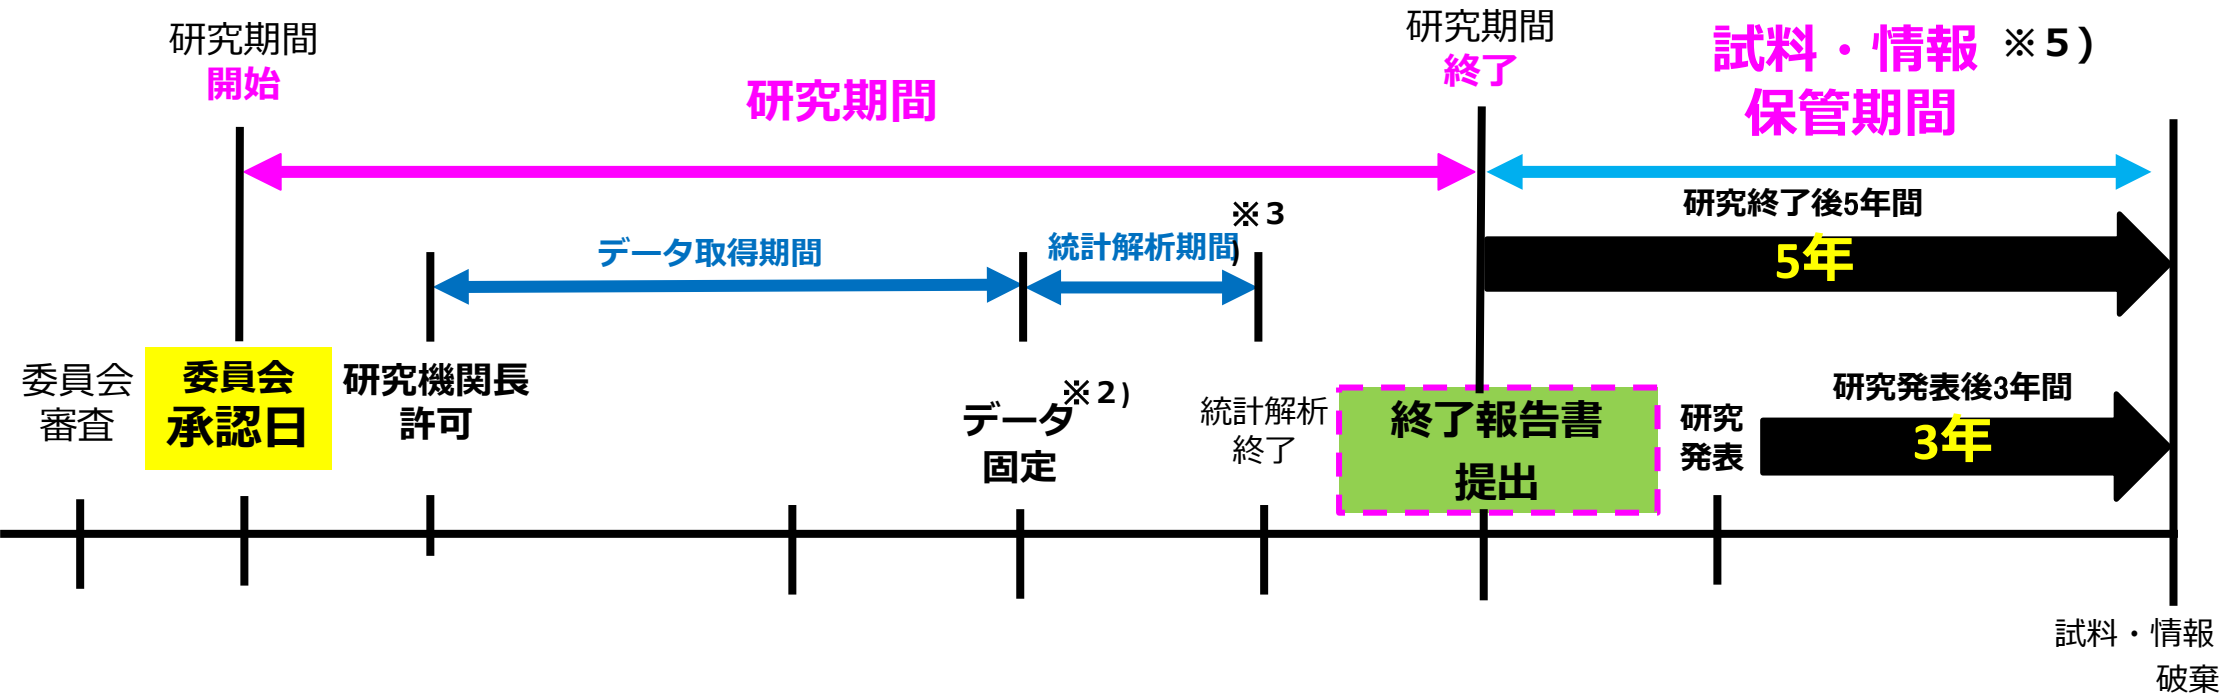 研究期間
開始
研究期間
研究期間
終了
試料・情報 ※５)
保管期間
研究終了後5年間
5年
データ取得期間
統計解析期間
※３
)
委員会
審査
委員会
承認日
研究機関長
許可
データ
※２)
固定
統計解析
終了
終了報告書
提出
研究
発表
研究発表後3年間
3年
試料・情報
破棄